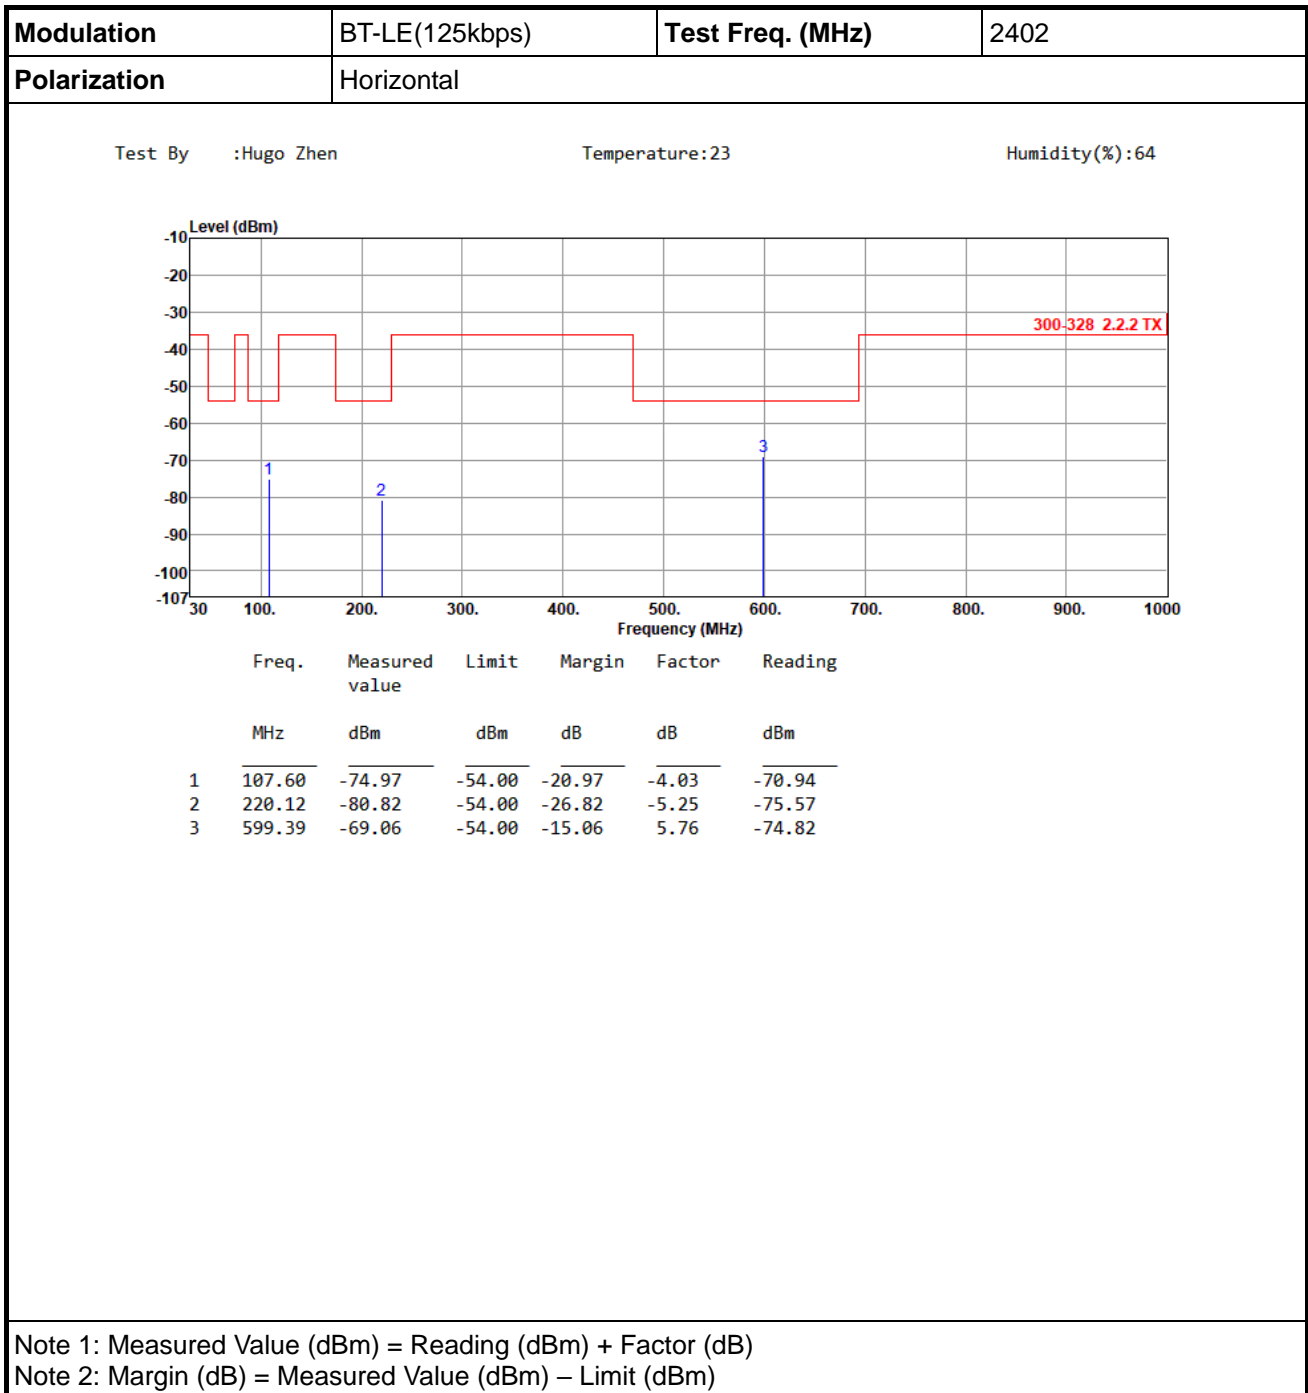 Modulation BT-LE(125kbps) Test Freq. (MHz) 2402
Polarization Horizontal
Test By :Hugo Zhen Temperature:23 Humidity(%):64
Level (dBm)
-10
-20
-30
300-328 2.2.2 TX
-40
-50
-60
3
-70
1
2
-80
-90
-100
-107
30 100. 200. 300. 400. 500. 600. 700. 800. 900. 1000
Frequency (MHz)
Freq. Measured Limit Margin Factor Reading
value
MHz dBm dBm dB dB dBm
1 107.60 -74.97 -54.00 -20.97 -4.03 -70.94
2 220.12 -80.82 -54.00 -26.82 -5.25 -75.57
3 599.39 -69.06 -54.00 -15.06 5.76 -74.82
Note 1: Measured Value (dBm) = Reading (dBm) + Factor (dB)
Note 2: Margin (dB) = Measured Value (dBm) – Limit (dBm)